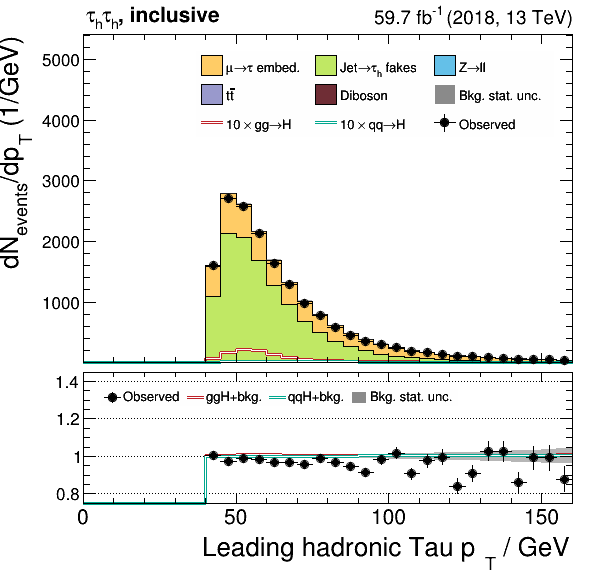 τhτh, inclusive
59.7 fb-1 (2018, 13 TeV)
dNevents/dpT (1/GeV)
5000
4000
3000
2000
1000
μ→τ embed.
Jet→τh fakes
Z→ll
tt̅
Diboson
Bkg. stat. unc.
10 × gg→H
10 × qq→H
Observed
1.4
1.2
1
0.8
Observed
ggH+bkg.
qqH+bkg.
Bkg. stat. unc.
0
50
100
150
Leading hadronic Tau p T / GeV